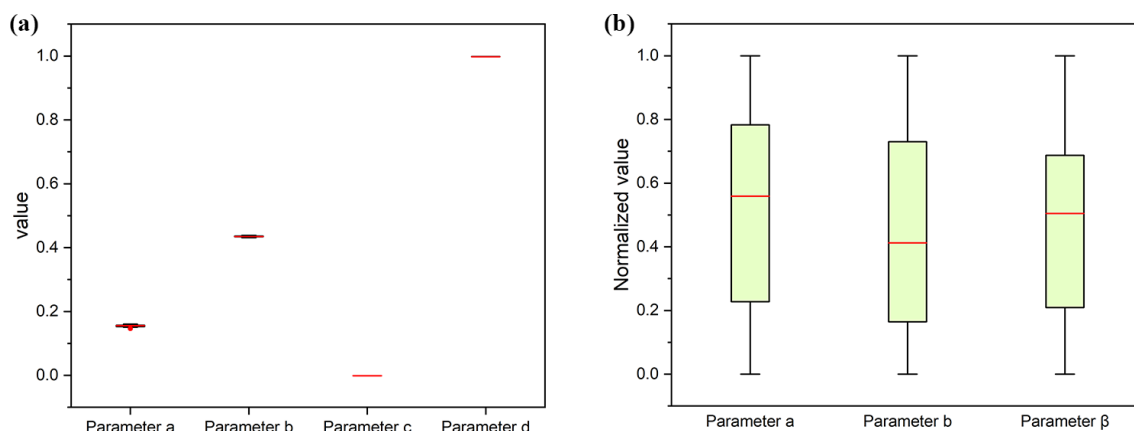 (a)
value
1.0
0.8
0.6
0.4
0.2
0.0
Parameter a Parameter b Parameter c Parameter d
(b)
Normalized value
1.0
0.8
0.6
0.4
0.2
0.0
Parameter a Parameter b Parameter β